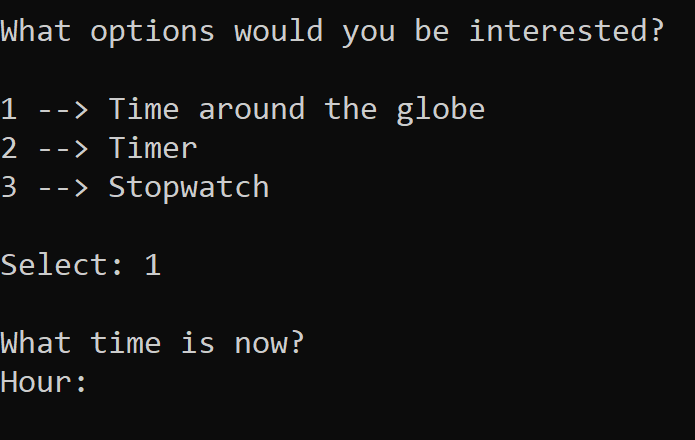 What options would you be interested?
1 --> Time around the globe
2 --> Timer
3 --> Stopwatch
Select: 1
What time is now?
Hour: